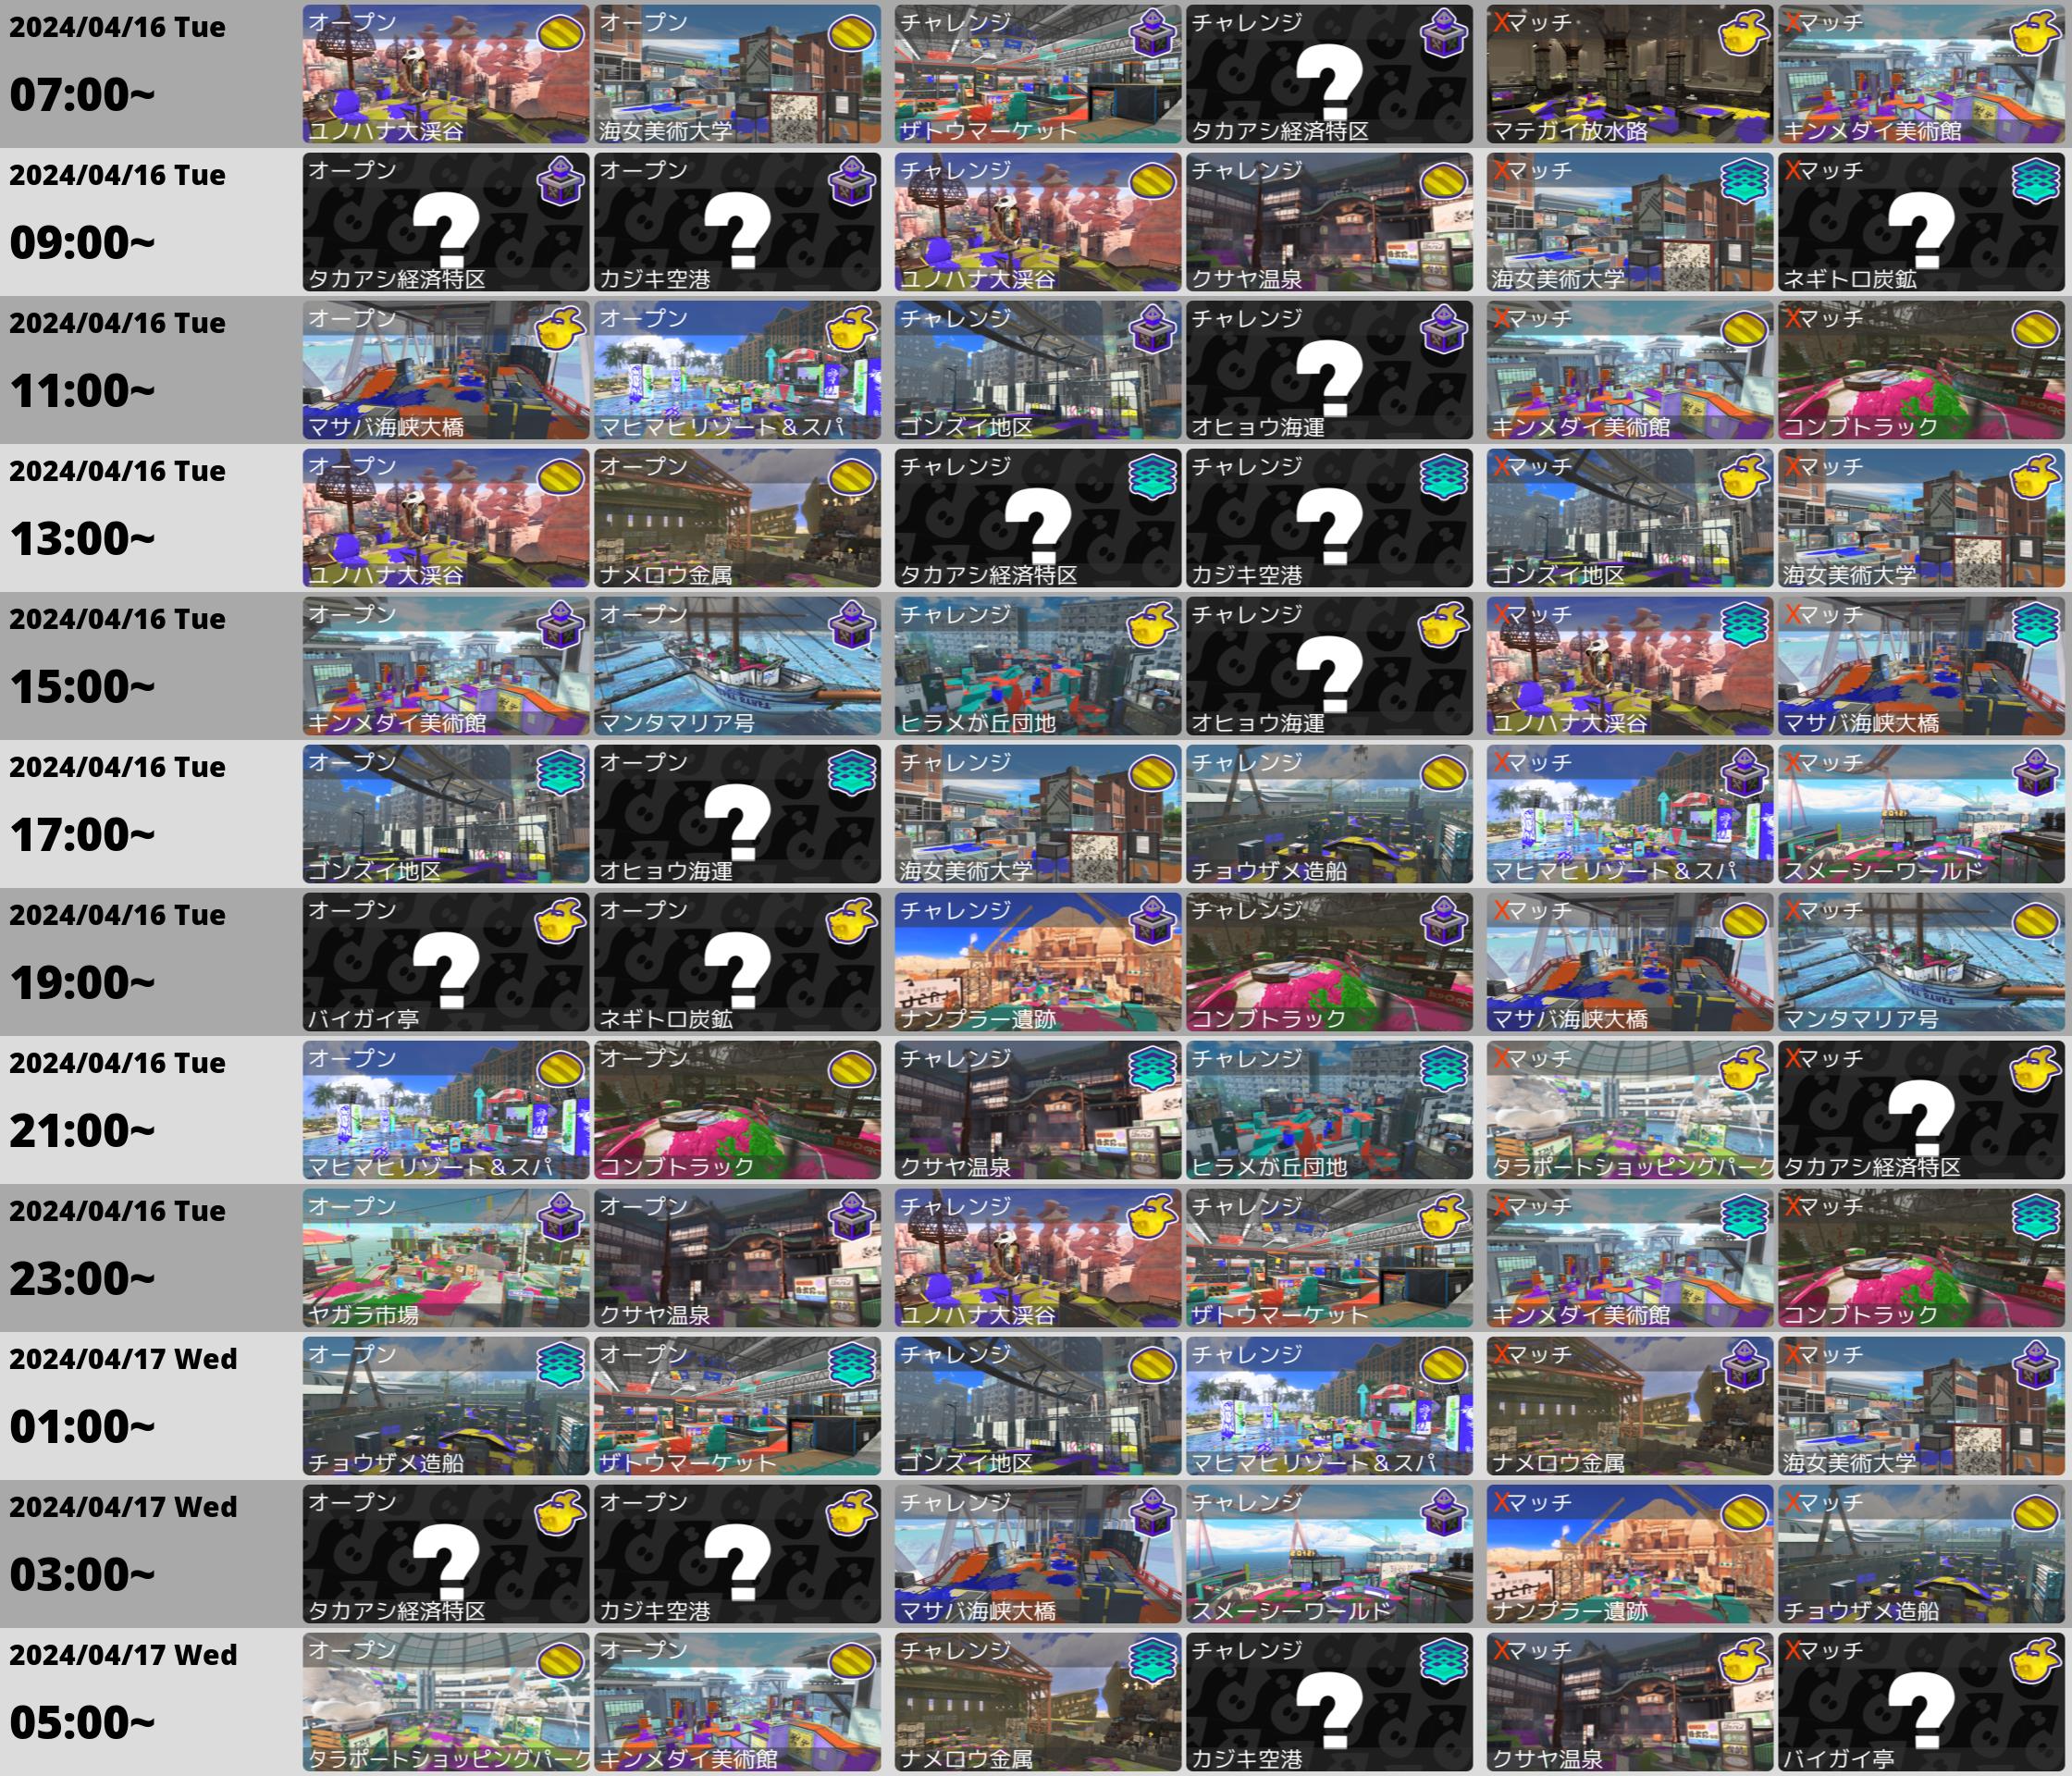 2024/04/16 Tue
07:00~
オープン
ユノハナ大渓谷
オープン
海女美術大学
チャレンジ
ザトウマーケット
チャレンジ
?
タカアシ経済特区
Xマッチ
マテガイ放水路
Xマッチ
キンメダイ美術館
2024/04/16 Tue
09:00~
オープン
?
タカアシ経済特区
オープン
?
カジキ空港
チャレンジ
ユノハナ大渓谷
チャレンジ
クサヤ温泉
Xマッチ
海女美術大学
Xマッチ
?
ネギトロ炭鉱
2024/04/16 Tue
11:00~
オープン
マサバ海峡大橋
オープン
マヒマヒリゾート&スパ
チャレンジ
ゴンズイ地区
チャレンジ
?
オヒョウ海運
Xマッチ
キンメダイ美術館
Xマッチ
コンブトラック
2024/04/16 Tue
13:00~
オープン
ユノハナ大渓谷
オープン
ナメロウ金属
チャレンジ
?
タカアシ経済特区
チャレンジ
?
カジキ空港
Xマッチ
ゴンズイ地区
Xマッチ
海女美術大学
2024/04/16 Tue
15:00~
オープン
キンメダイ美術館
オープン
マンタマリア号
チャレンジ
ヒラメが丘団地
チャレンジ
?
オヒョウ海運
Xマッチ
ユノハナ大渓谷
Xマッチ
マサバ海峡大橋
2024/04/16 Tue
17:00~
オープン
ゴンズイ地区
オープン
?
オヒョウ海運
チャレンジ
海女美術大学
チャレンジ
チョウザメ造船
Xマッチ
マヒマヒリゾート&スパ
Xマッチ
スメーシーワールド
2024/04/16 Tue
19:00~
オープン
?
バイガイ亭
オープン
?
ネギトロ炭鉱
チャレンジ
ナンプラー遺跡
チャレンジ
コンブトラック
Xマッチ
マサバ海峡大橋
Xマッチ
マンタマリア号
2024/04/16 Tue
21:00~
オープン
マヒマヒリゾート&スパ
オープン
コンブトラック
チャレンジ
クサヤ温泉
チャレンジ
ヒラメが丘団地
Xマッチ
タラポートショッピングパーク
Xマッチ
?
タカアシ経済特区
2024/04/16 Tue
23:00~
オープン
ヤガラ市場
オープン
クサヤ温泉
チャレンジ
ユノハナ大渓谷
チャレンジ
ザトウマーケット
Xマッチ
キンメダイ美術館
Xマッチ
コンブトラック
2024/04/17 Wed
01:00~
オープン
チョウザメ造船
オープン
ザトウマーケット
チャレンジ
ゴンズイ地区
チャレンジ
マヒマヒリゾート&スパ
Xマッチ
ナメロウ金属
Xマッチ
海女美術大学
2024/04/17 Wed
03:00~
オープン
?
タカアシ経済特区
オープン
?
カジキ空港
チャレンジ
マサバ海峡大橋
チャレンジ
スメーシーワールド
Xマッチ
ナンプラー遺跡
Xマッチ
チョウザメ造船
2024/04/17 Wed
05:00~
オープン
タラポートショッピングパーク
オープン
キンメダイ美術館
チャレンジ
ナメロウ金属
チャレンジ
?
カジキ空港
Xマッチ
クサヤ温泉
Xマッチ
?
バイガイ亭